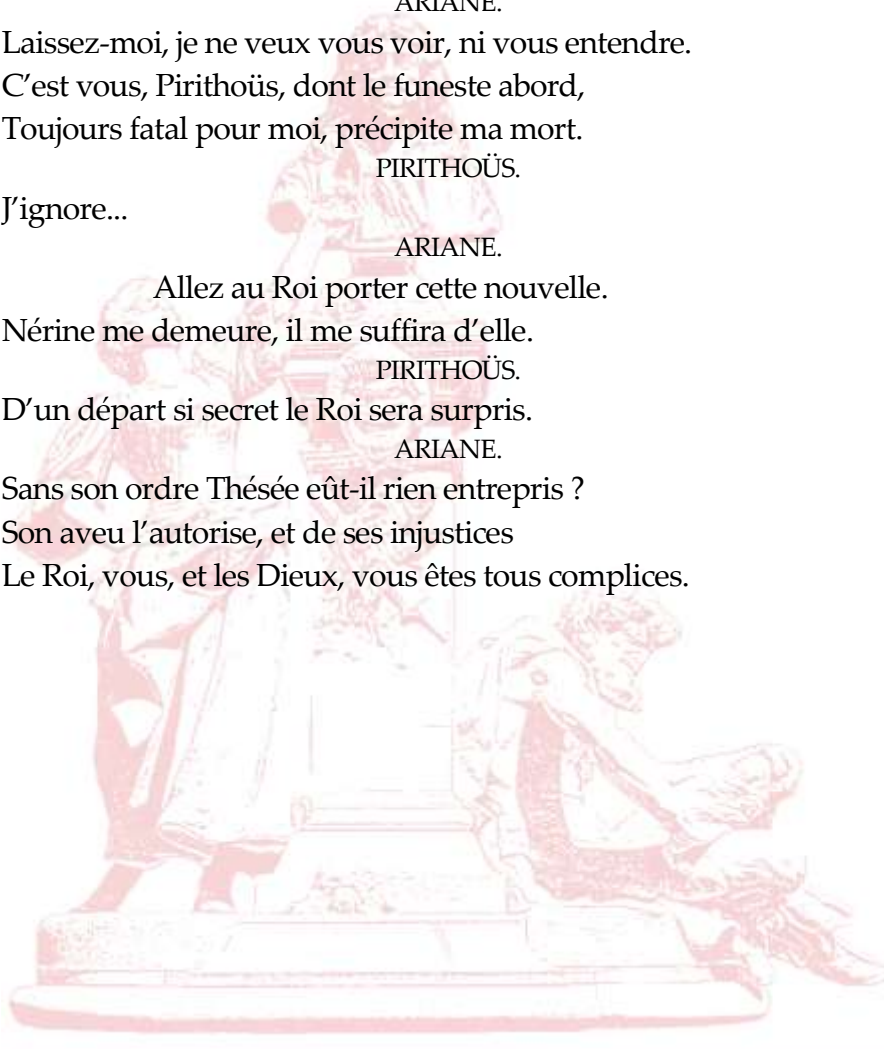 ARIANE.
Laissez-moi, je ne veux vous voir, ni vous entendre.
C’est vous, Pirithoüs, dont le funeste abord,
Toujours fatal pour moi, précipite ma mort.
PIRITHOÜS.
J’ignore...
ARIANE.
Allez au Roi porter cette nouvelle.
Nérine me demeure, il me suffira d’elle.
PIRITHOÜS.
D’un départ si secret le Roi sera surpris.
ARIANE.
Sans son ordre Thésée eût-il rien entrepris ?
Son aveu l’autorise, et de ses injustices
Le Roi, vous, et les Dieux, vous êtes tous complices.